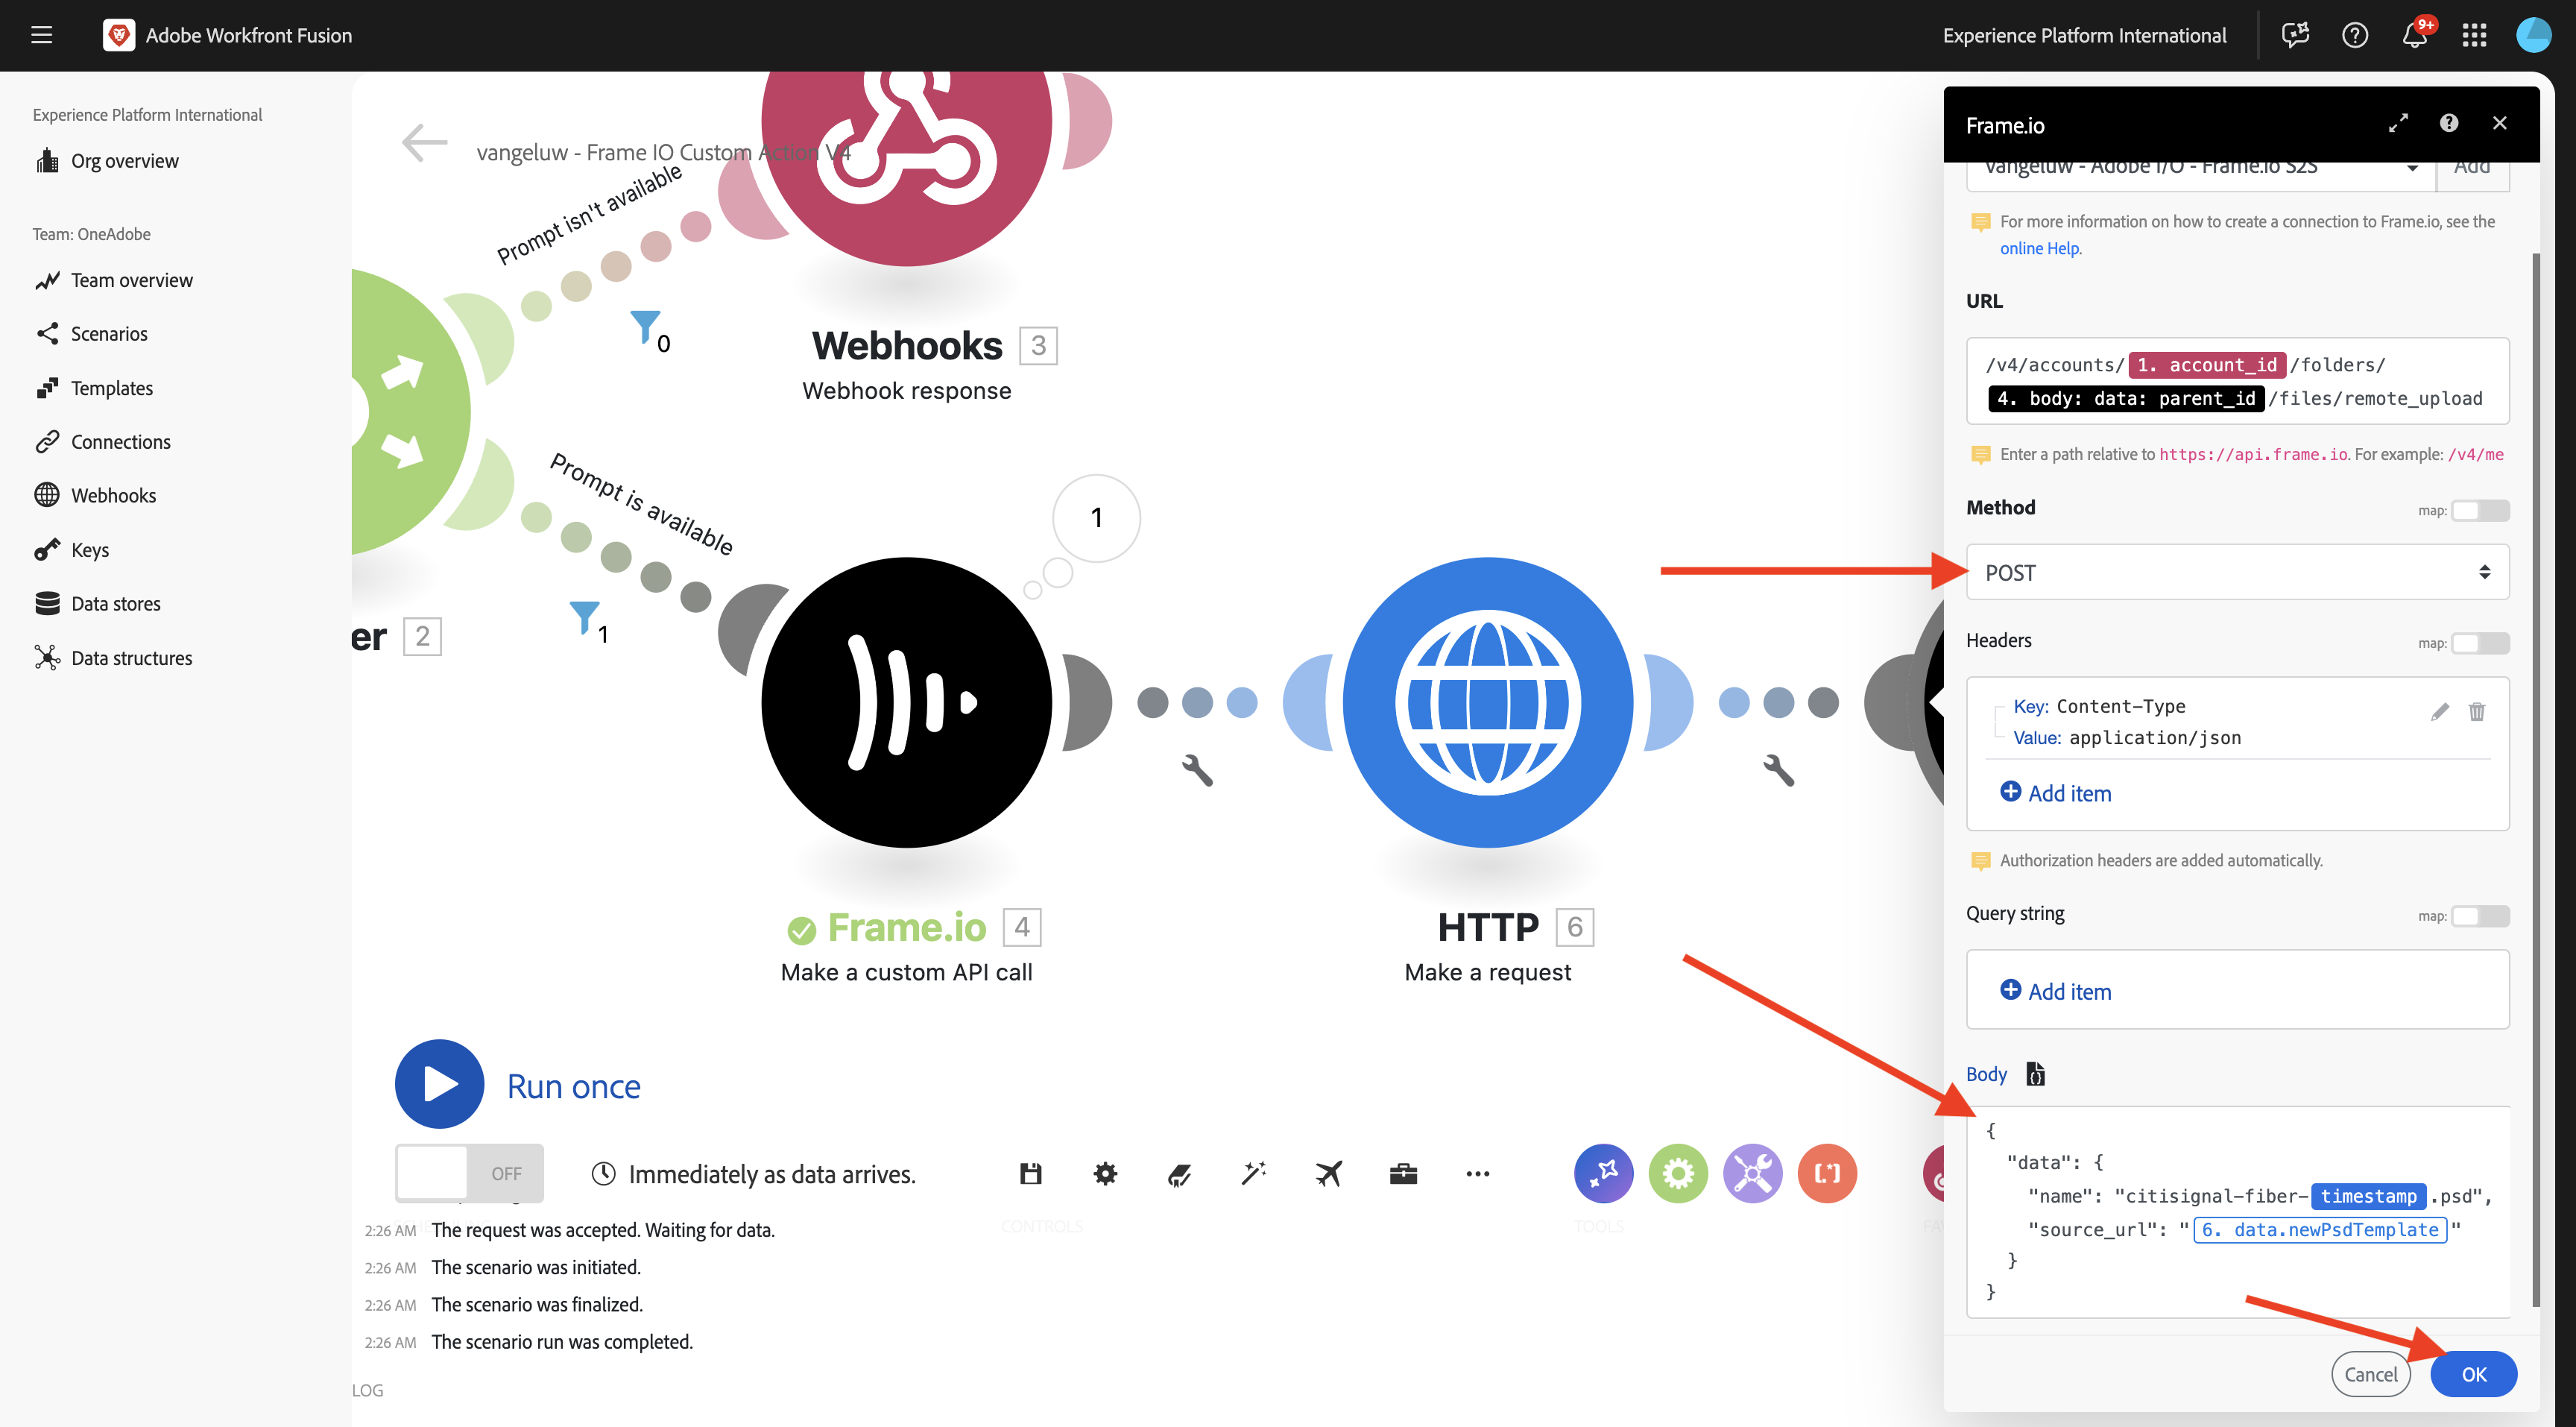 Adobe Workfront Fusion
Experience Platform International
9+
Experience Platform International
Org overview
Team: OneAdobe
Team overview
Scenarios
Templates
Connections
Webhooks
Keys
Data stores
Data structures
vangeluw - Frame IO Custom Action V4
Prompt isn't available
0
Webhooks 3
Webhook response
Prompt is available
1
1
er 2
Frame.io 4
Make a custom API call
HTTP 6
Make a request
Run once
OFF
Immediately as data arrives.
CONTROLS
TOOLS
FA
2:26 AM The request was accepted. Waiting for data.
2:26 AM The scenario was initiated.
2:26 AM The scenario was finalized.
2:26 AM The scenario run was completed.
LOG
Frame.io
vangeluw - Adobe I/O - Frame.io S2S
Add
For more information on how to create a connection to Frame.io, see the
online Help.
URL
/v4/accounts/ 1. account_id /folders/
4. body: data: parent_id /files/remote_upload
Enter a path relative to https://api.frame.io. For example: /v4/me
Method
map:
POST
Headers
map:
Key: Content-Type
Value: application/json
Add item
Authorization headers are added automatically.
Query string
map:
Add item
Body
{
"data": {
"name": "citisignal-fiber- timestamp .psd",
"source_url": " 6. data.newPsdTemplate "
}
}
Cancel
OK